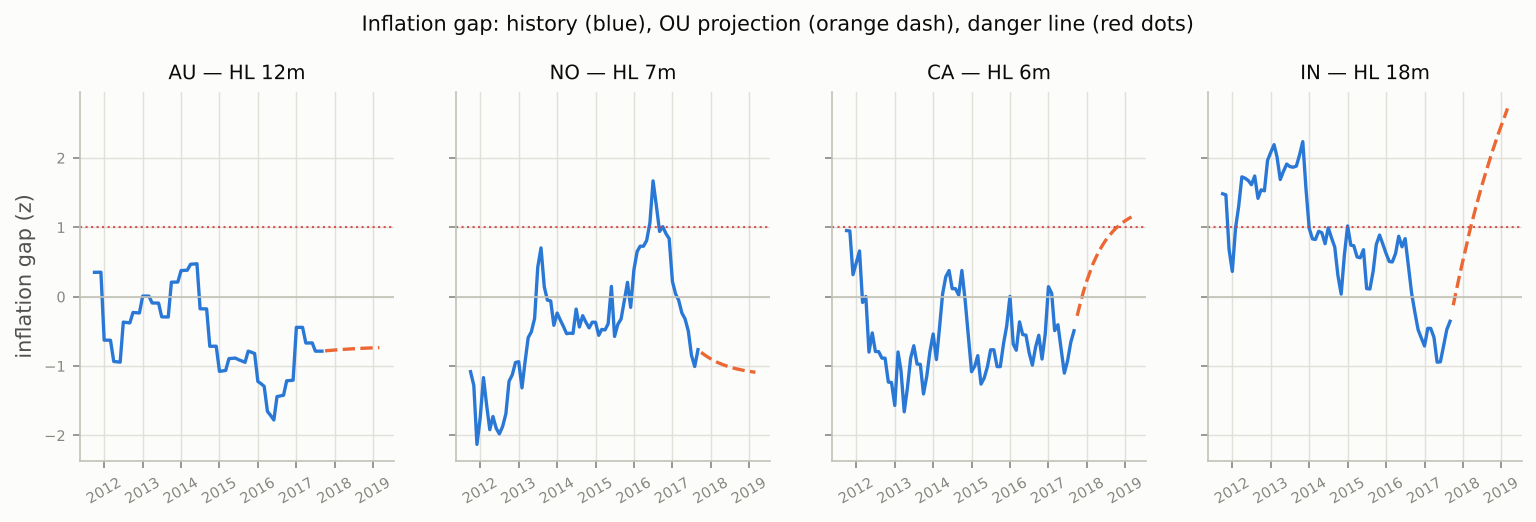 Inflation gap: history (blue), OU projection (orange dash), danger line (red dots)
AU — HL 12m
NO — HL 7m
CA — HL 6m
IN — HL 18m
inflation gap (z)
2
1
0
−1
−2
2012 2013 2014 2015 2016 2017 2018 2019
2012 2013 2014 2015 2016 2017 2018 2019
2012 2013 2014 2015 2016 2017 2018 2019
2012 2013 2014 2015 2016 2017 2018 2019